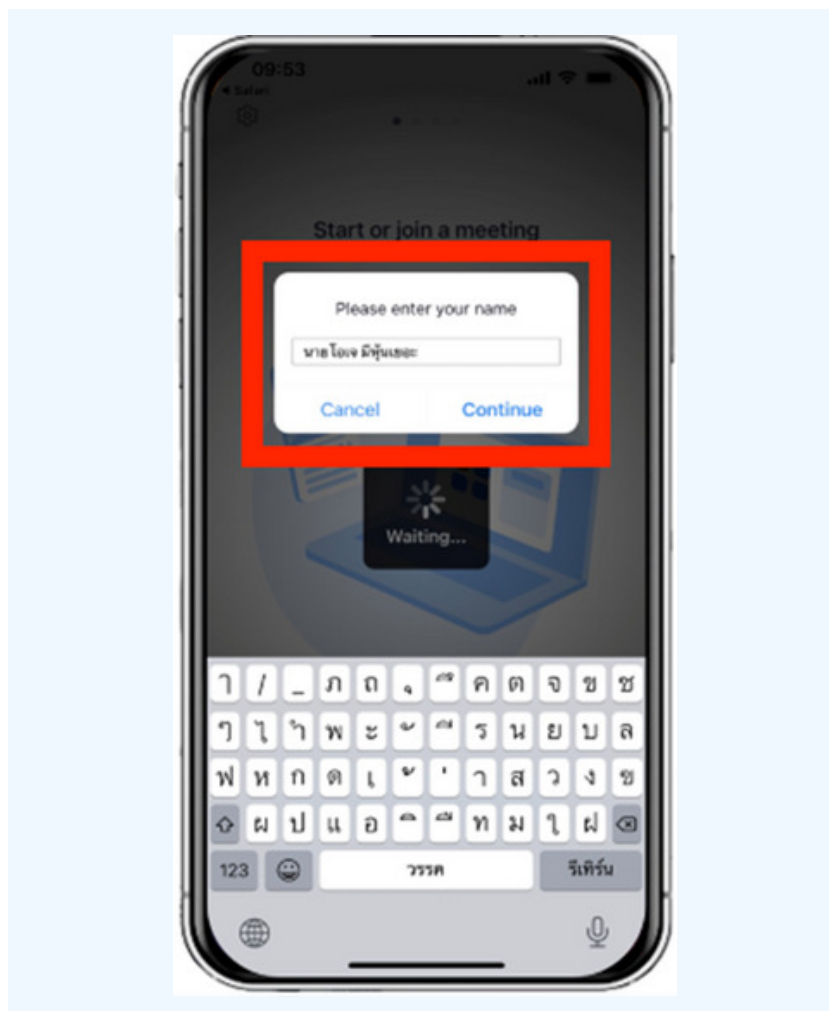 09:53
◀ Safari
Start or join a meeting
Please enter your name
นาย โอเจ มีหุ้นเยอะ
Cancel Continue
Waiting...
ๅ / _ ภ ถ ุ ึ ค ต จ ข ช
ๆ ไ ำ พ ะ ั ี ร น ย บ ล
ฟ ห ก ด เ ้ ่ า ส ว ง ฃ
ผ ป แ อ ิ ื ท ม ใ ฝ
123 วรรค รีเทิร์น